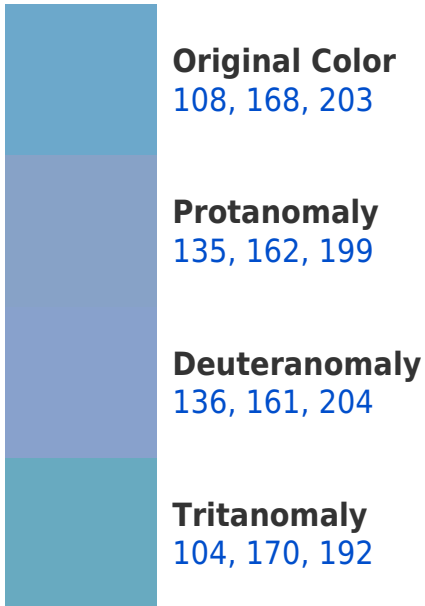 Original Color
108, 168, 203
Protanomaly
135, 162, 199
Deuteranomaly
136, 161, 204
Tritanomaly
104, 170, 192